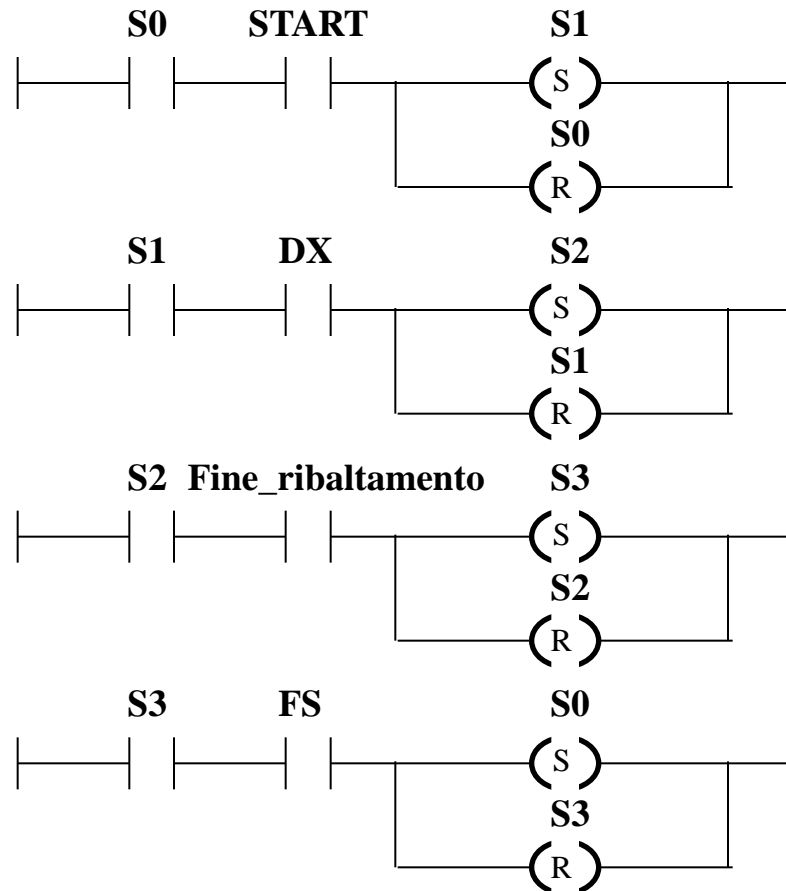 S0 START S1
S
S0
R
S1 DX S2
S
S1
R
S2 Fine_ribaltamento S3
S
S2
R
S3 FS S0
S
S3
R